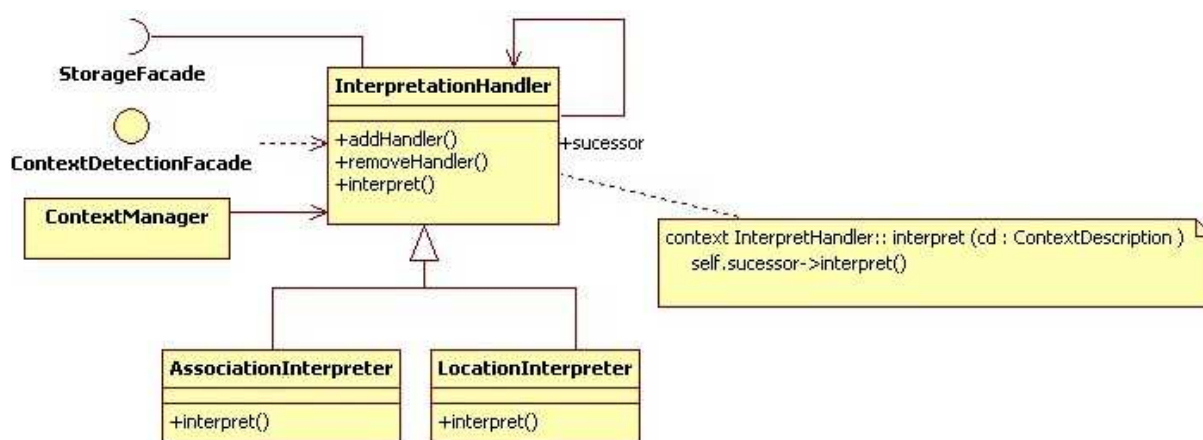 StorageFacade
InterpretationHandler
+addHandler()
+removeHandler()
+interpret()
+sucessor
ContextDetectionFacade
ContextManager
context InterpretHandler:: interpret (cd : ContextDescription )
self.sucessor->interpret()
AssociationInterpreter
+interpret()
LocationInterpreter
+interpret()